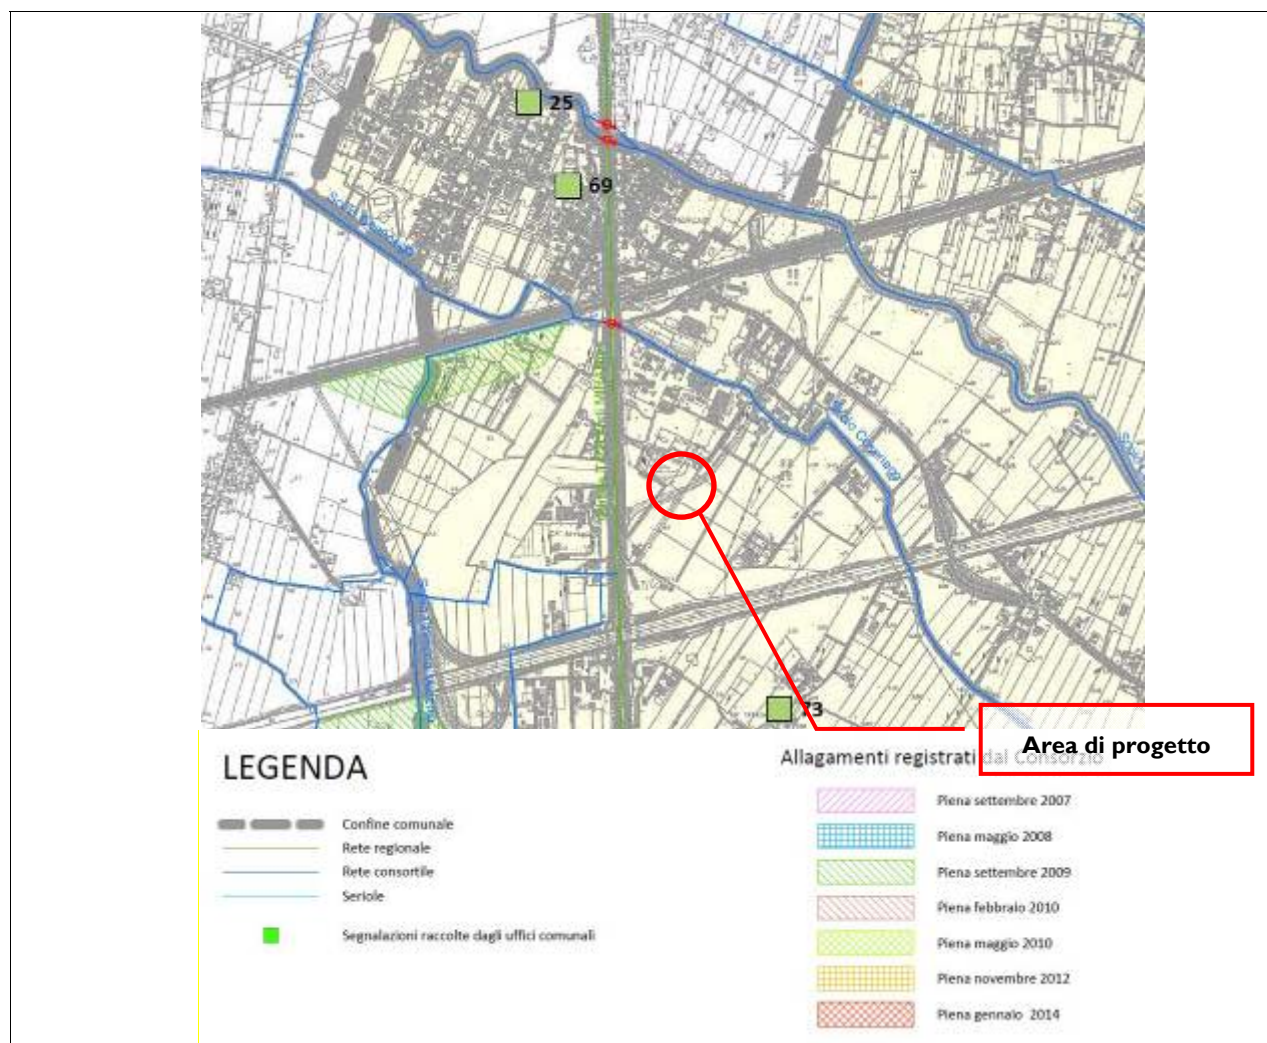 25
69
73
Area di progetto
LEGENDA
Confine comunale
Rete regionale
Rete consortile
Seriole
Segnalazioni raccolte dagli uffici comunali
Allagamenti registrati dal Consorzio
Piena settembre 2007
Piena maggio 2008
Piena settembre 2009
Piena febbraio 2010
Piena maggio 2010
Piena novembre 2012
Piena gennaio 2014